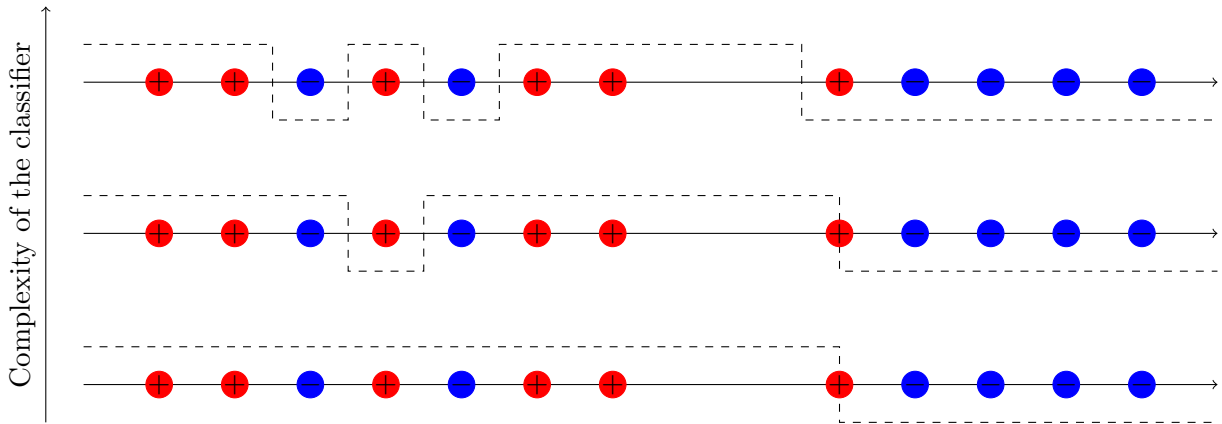 Complexity of the classifier
+ + − + − + + + − − − −
+ + − + − + + + − − − −
+ + − + − + + + − − − −